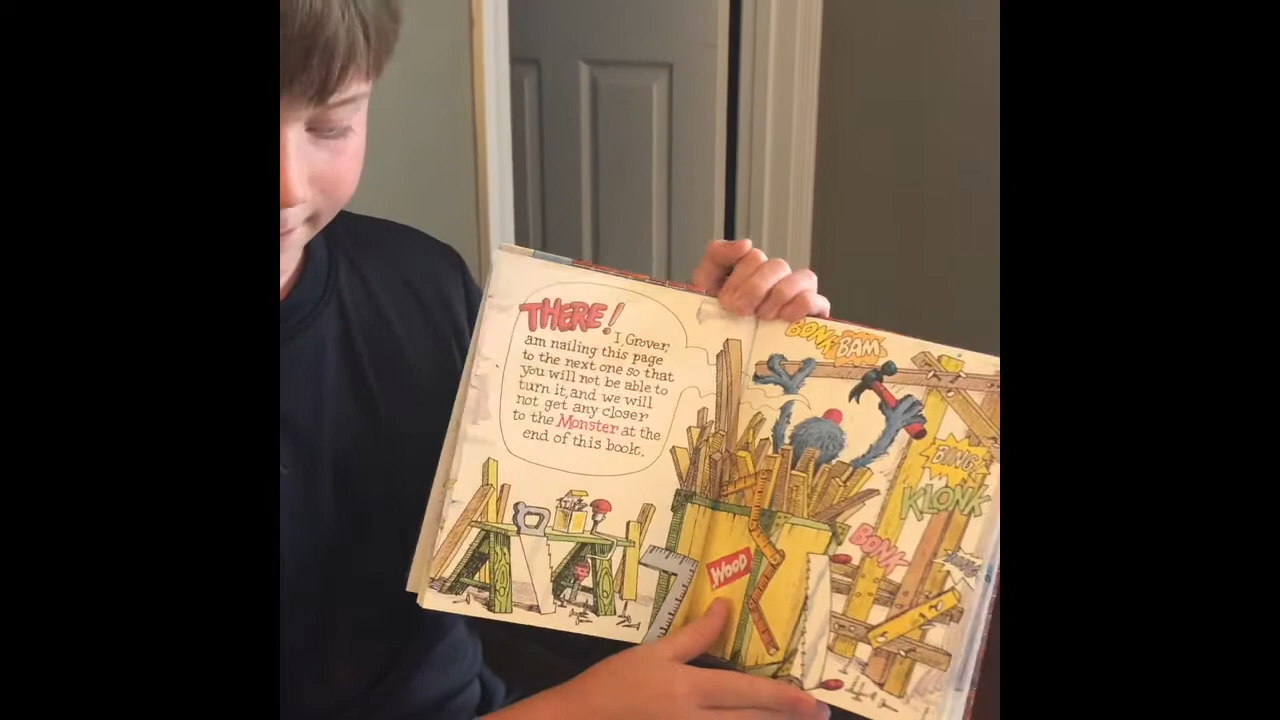 THERE!
I, Grover,
am nailing this page
to the next one so that
you will not be able to
turn it, and we will
not get any closer
to the Monster at the
end of this book.
BONK BAM
BING
KLONK
BONK
WOOD